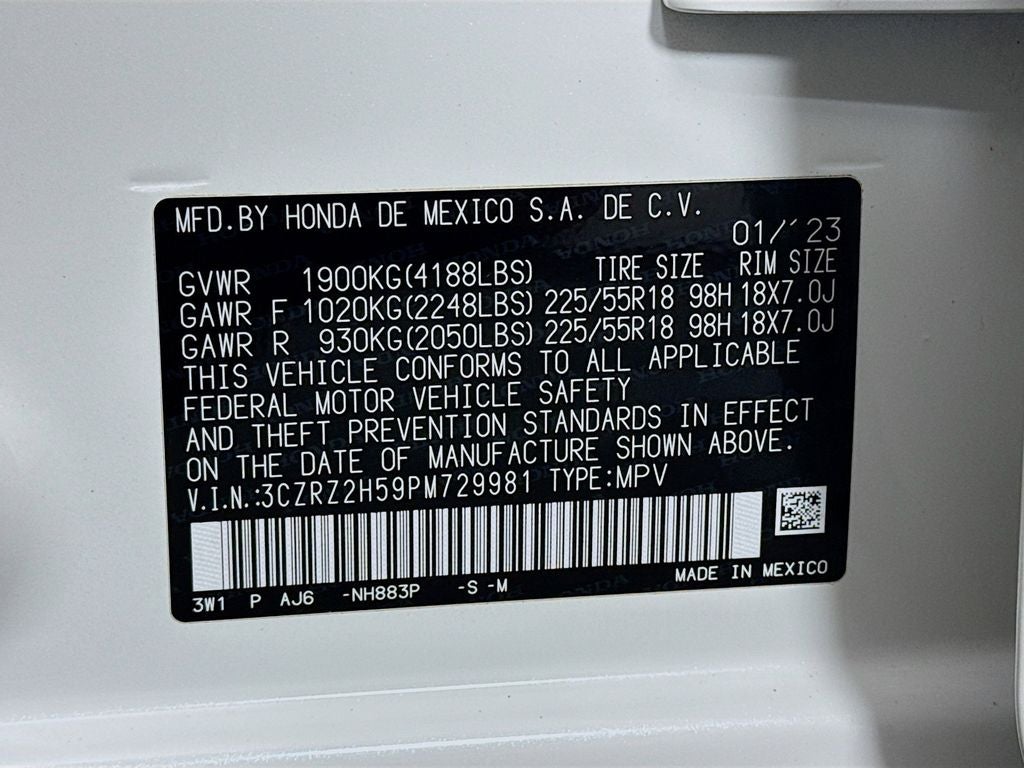 MFD.BY HONDA DE MEXICO S.A. DE C.V.
01/´23
GVWR 1900KG(4188LBS) TIRE SIZE RIM SIZE
GAWR F 1020KG(2248LBS) 225/55R18 98H 18X7.0J
GAWR R 930KG(2050LBS) 225/55R18 98H 18X7.0J
THIS VEHICLE CONFORMS TO ALL APPLICABLE
FEDERAL MOTOR VEHICLE SAFETY
AND THEFT PREVENTION STANDARDS IN EFFECT
ON THE DATE OF MANUFACTURE SHOWN ABOVE.
V.I.N.:3CZRZ2H59PM729981 TYPE:MPV
3W1 P AJ6 -NH883P -S -M MADE IN MEXICO